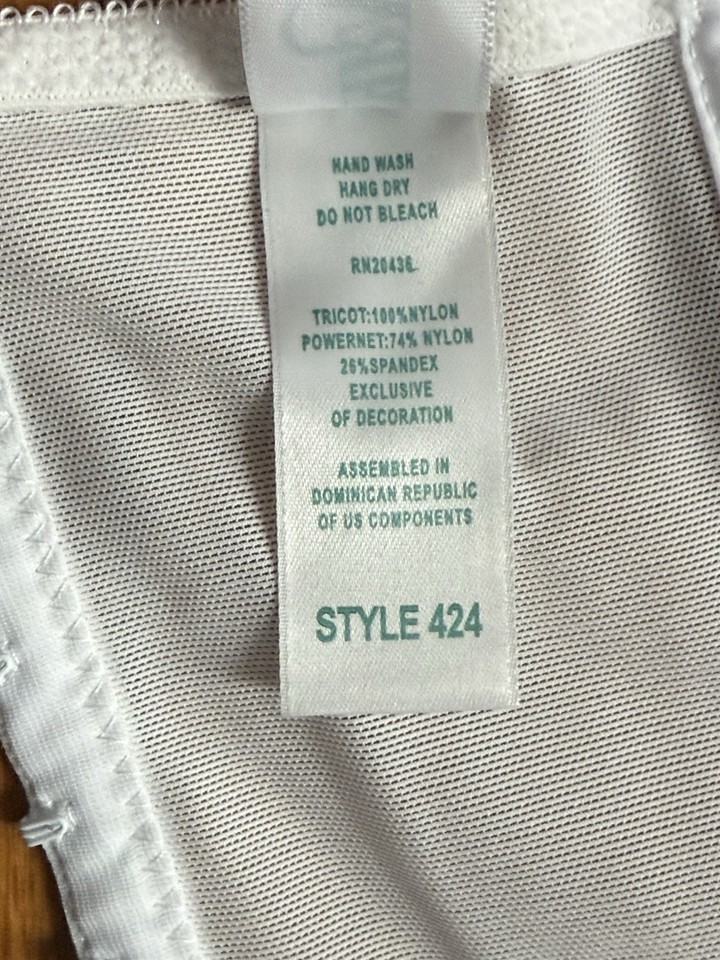 HAND WASH
HANG DRY
DO NOT BLEACH
RN20436
TRICOT:100%NYLON
POWERNET:74% NYLON
26%SPANDEX
EXCLUSIVE
OF DECORATION
ASSEMBLED IN
DOMINICAN REPUBLIC
OF US COMPONENTS
STYLE 424